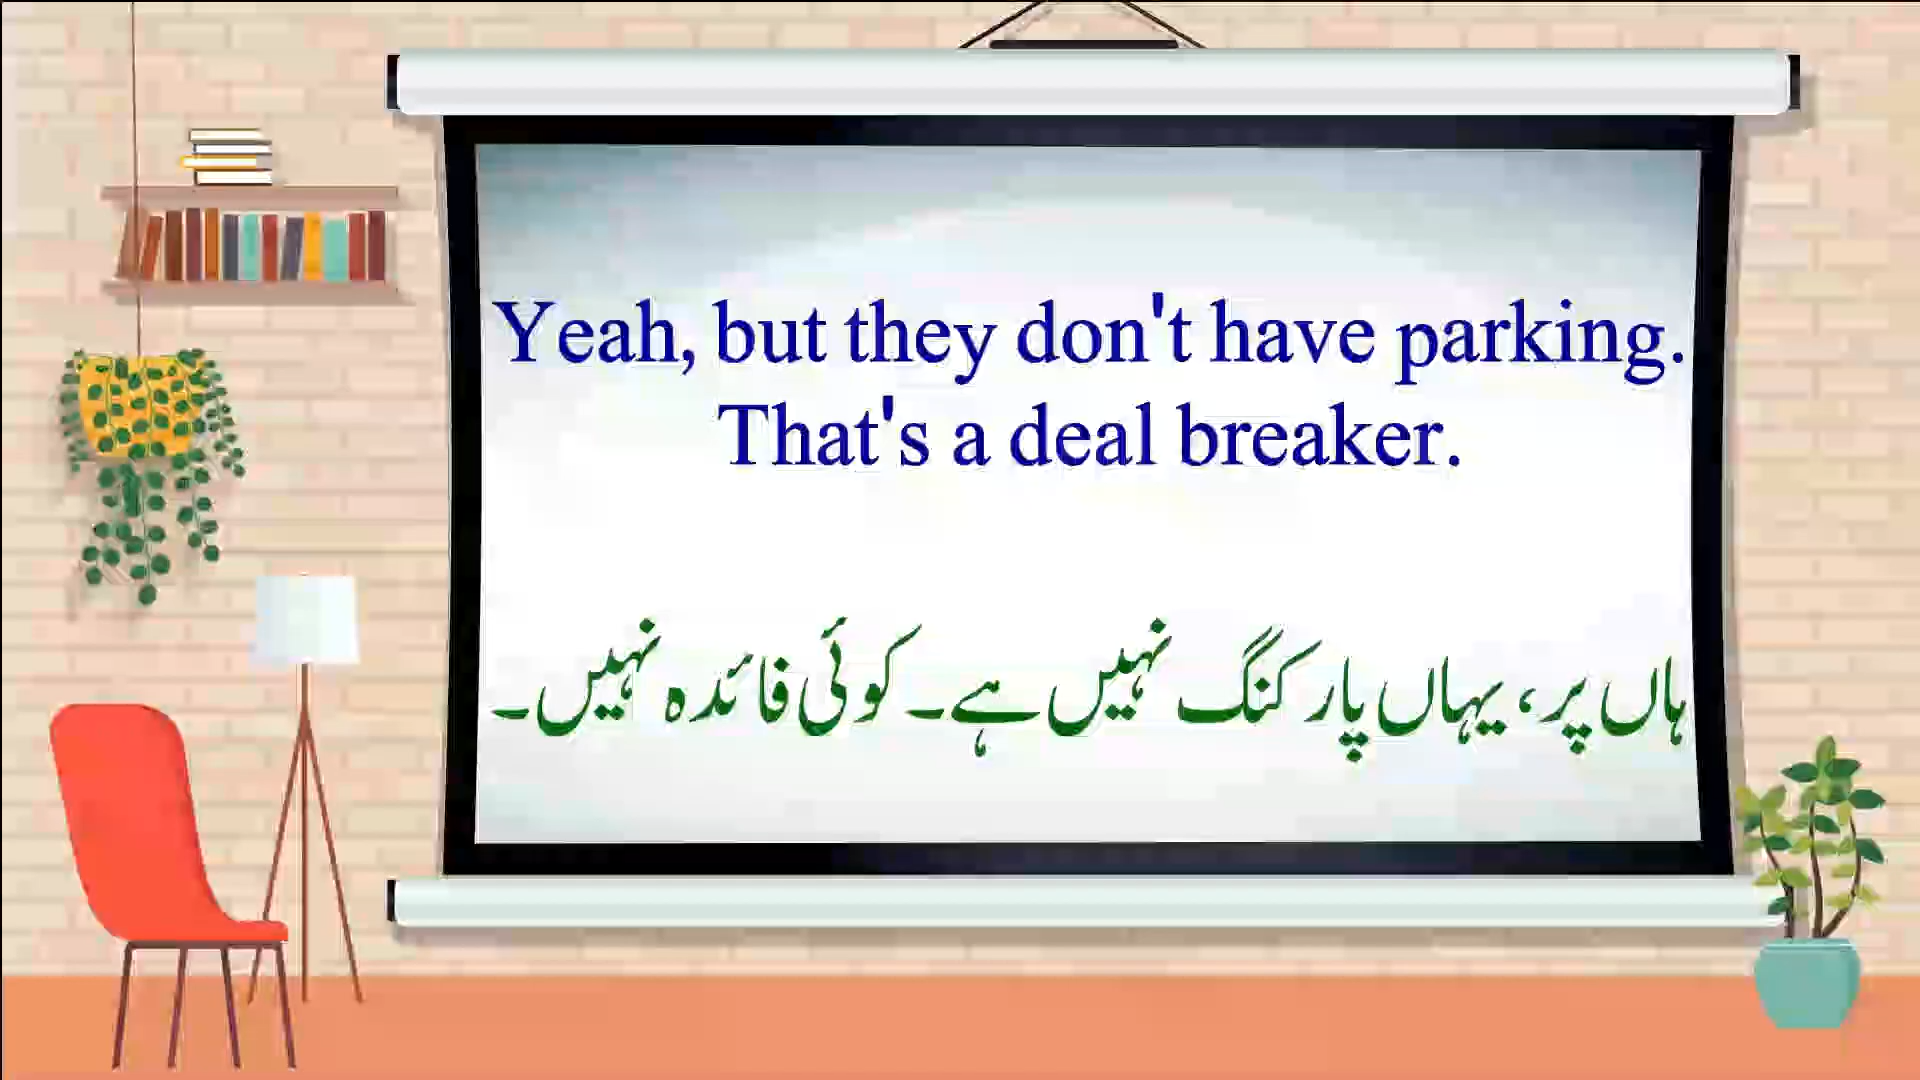 Yeah, but they don't have parking.
That's a deal breaker.
ہاں پر، یہاں پارکنگ نہیں ہے۔ کوئی فائدہ نہیں۔